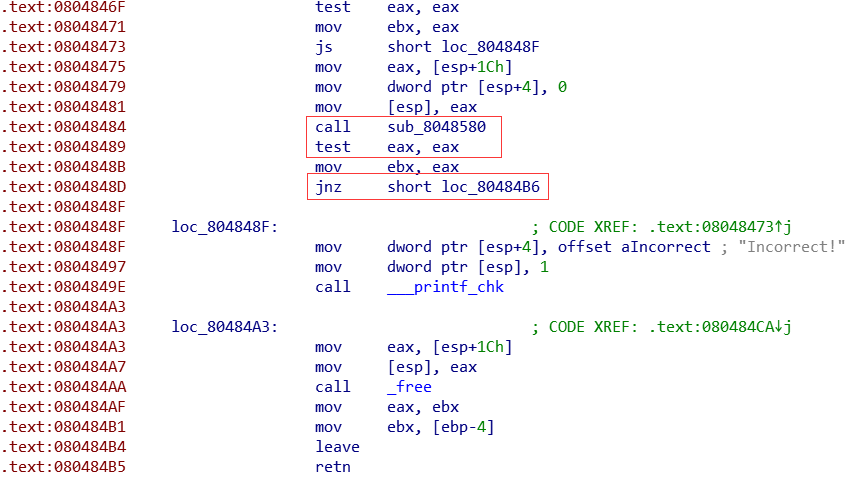 .text:0804846F test eax, eax
.text:08048471 mov ebx, eax
.text:08048473 js short loc_804848F
.text:08048475 mov eax, [esp+1Ch]
.text:08048479 mov dword ptr [esp+4], 0
.text:08048481 mov [esp], eax
.text:08048484 call sub_8048580
.text:08048489 test eax, eax
.text:0804848B mov ebx, eax
.text:0804848D jnz short loc_80484B6
.text:0804848F
.text:0804848F loc_804848F: ; CODE XREF: .text:08048473↑j
.text:0804848F mov dword ptr [esp+4], offset aIncorrect ; "Incorrect!"
.text:08048497 mov dword ptr [esp], 1
.text:0804849E call ___printf_chk
.text:080484A3
.text:080484A3 loc_80484A3: ; CODE XREF: .text:080484CA↓j
.text:080484A3 mov eax, [esp+1Ch]
.text:080484A7 mov [esp], eax
.text:080484AA call _free
.text:080484AF mov eax, ebx
.text:080484B1 mov ebx, [ebp-4]
.text:080484B4 leave
.text:080484B5 retn